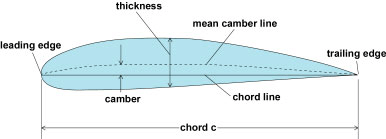 thickness
mean camber line
leading edge
trailing edge
camber
chord line
chord c